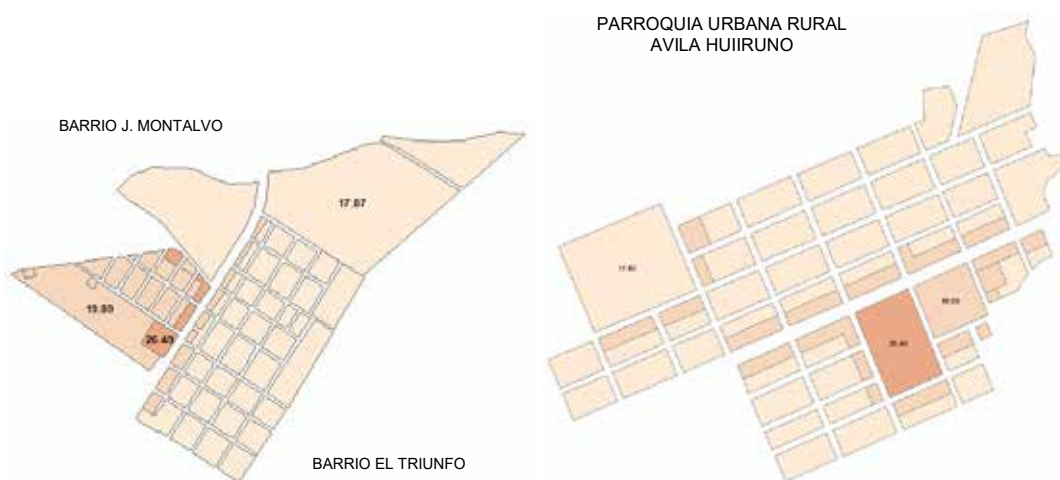 PARROQUIA URBANA RURAL
AVILA HUIIRUNO
BARRIO J. MONTALVO
17.87
19.89
26.43
BARRIO EL TRIUNFO